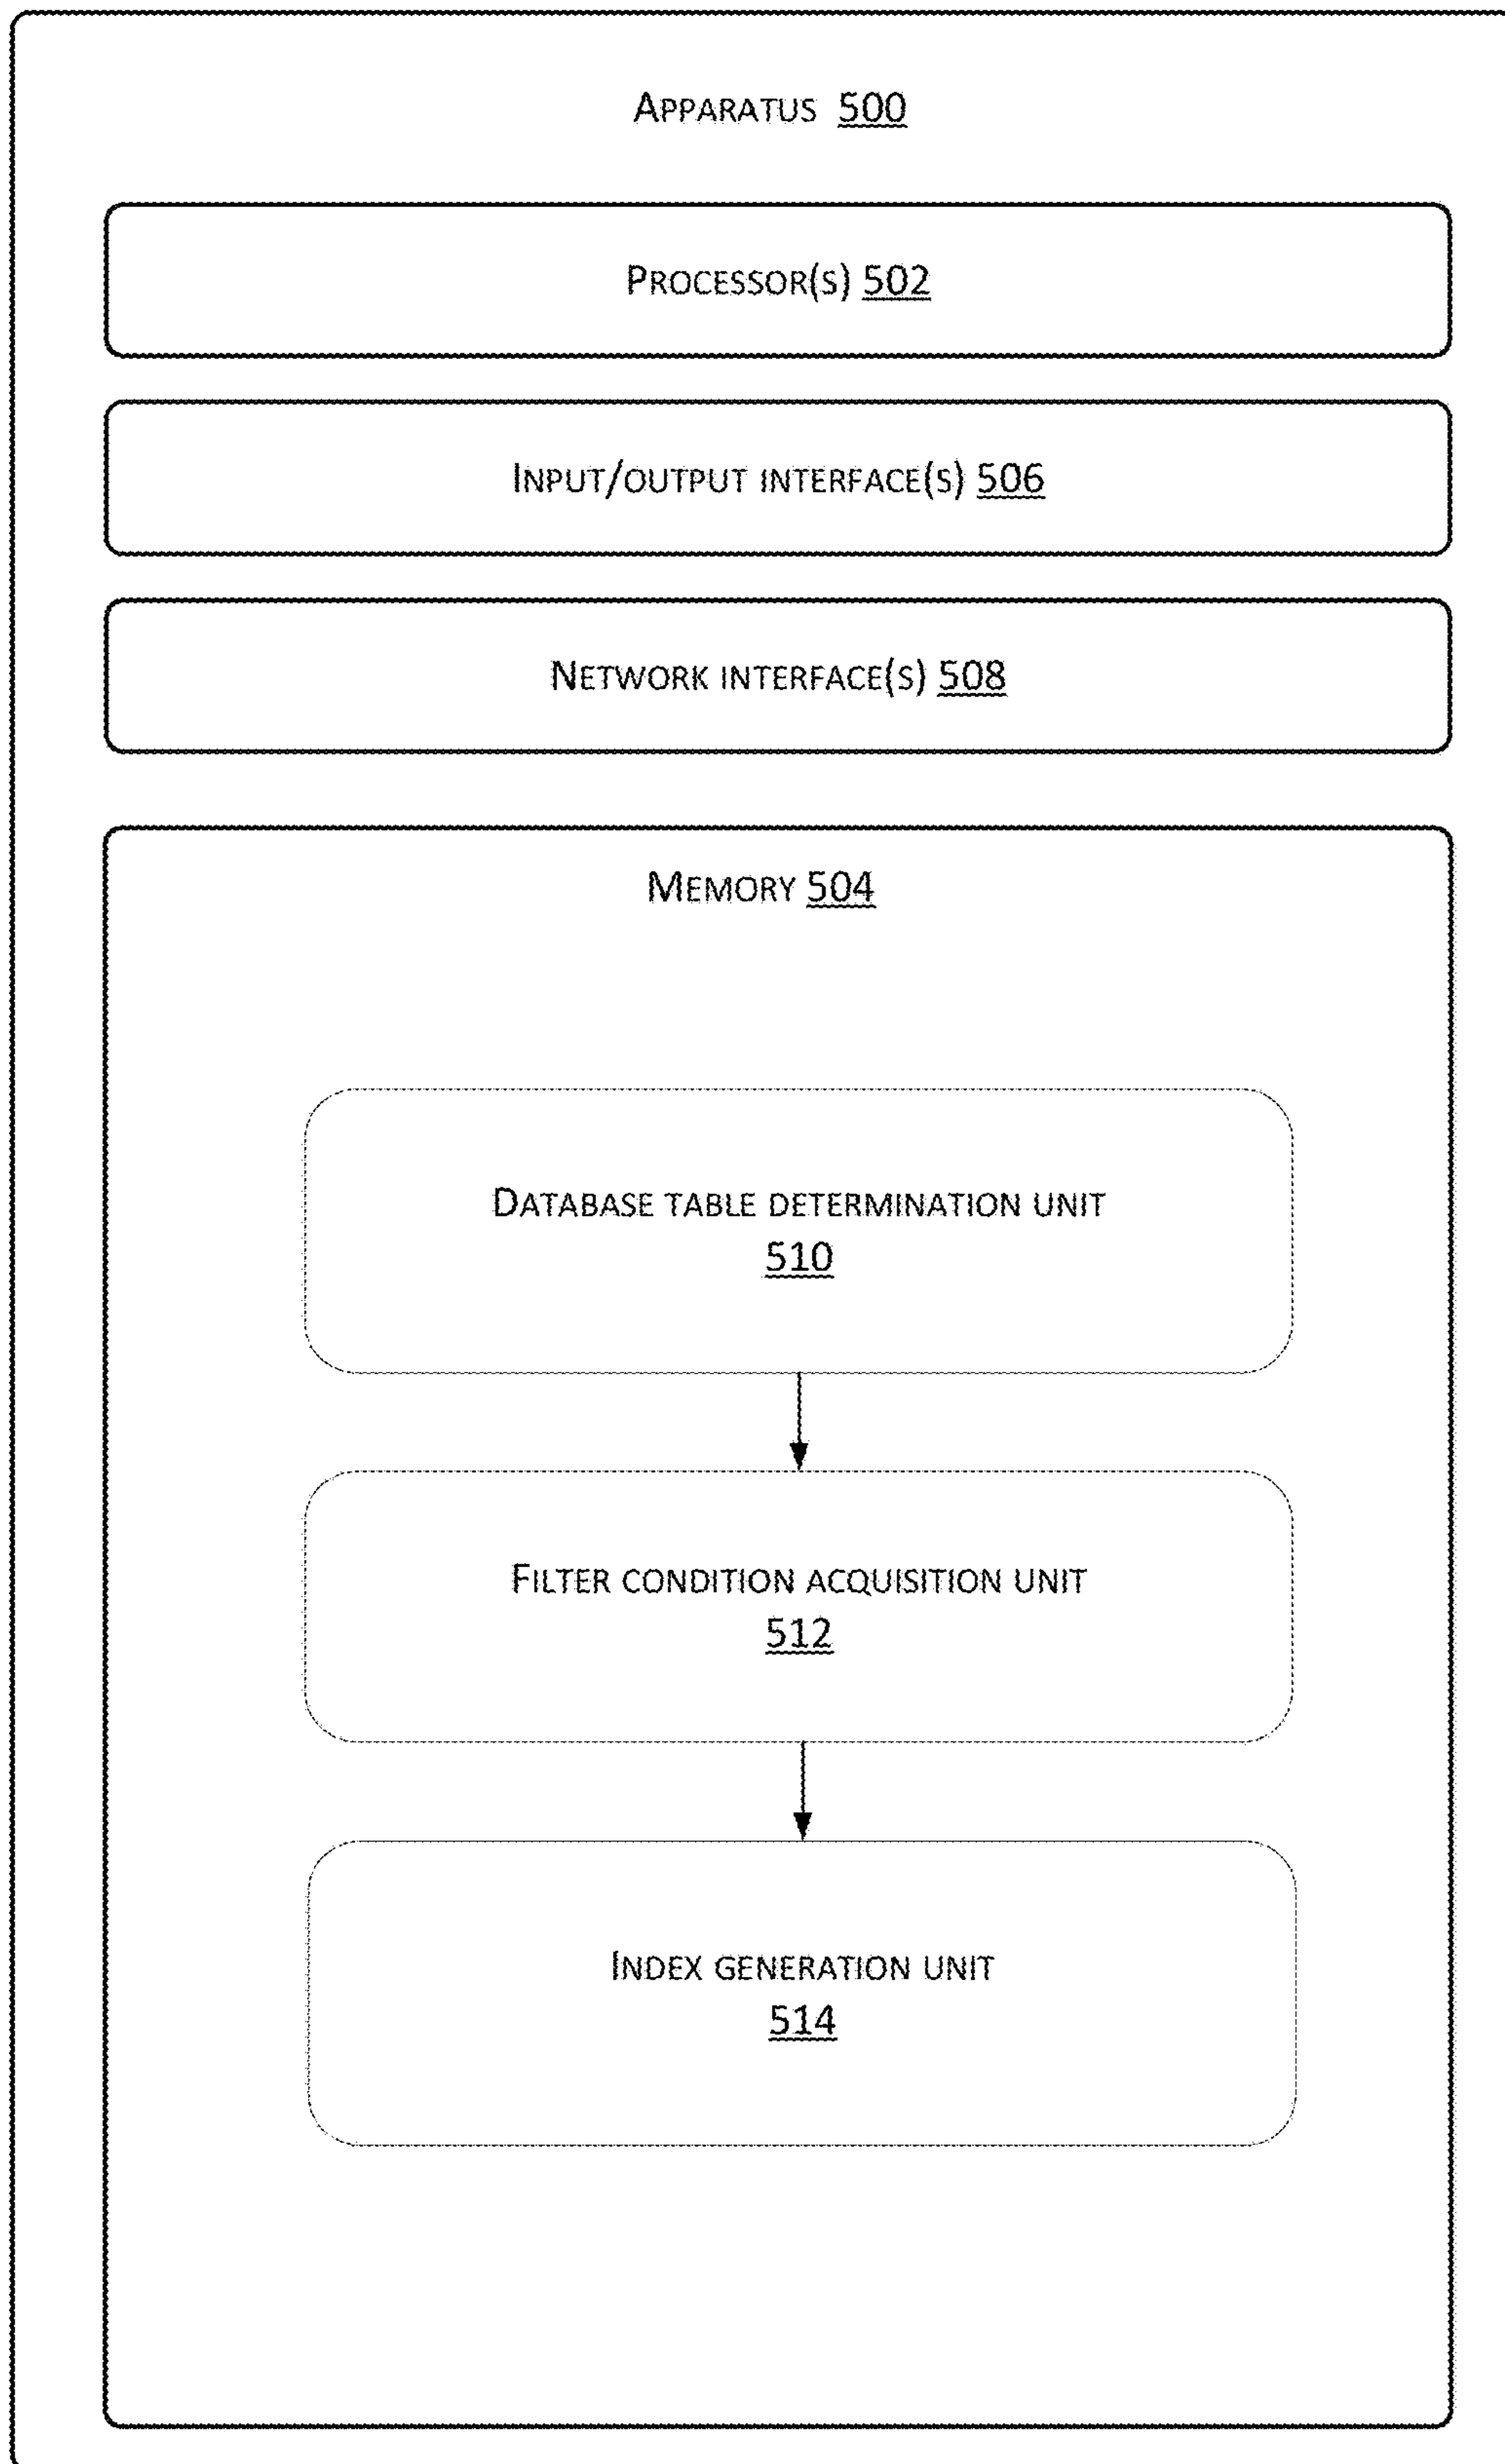 Apparatus 500
Processor(s) 502
Input/output interface(s) 506
Network interface(s) 508
Memory 504
Database table determination unit
510
Filter condition acquisition unit
512
Index generation unit
514